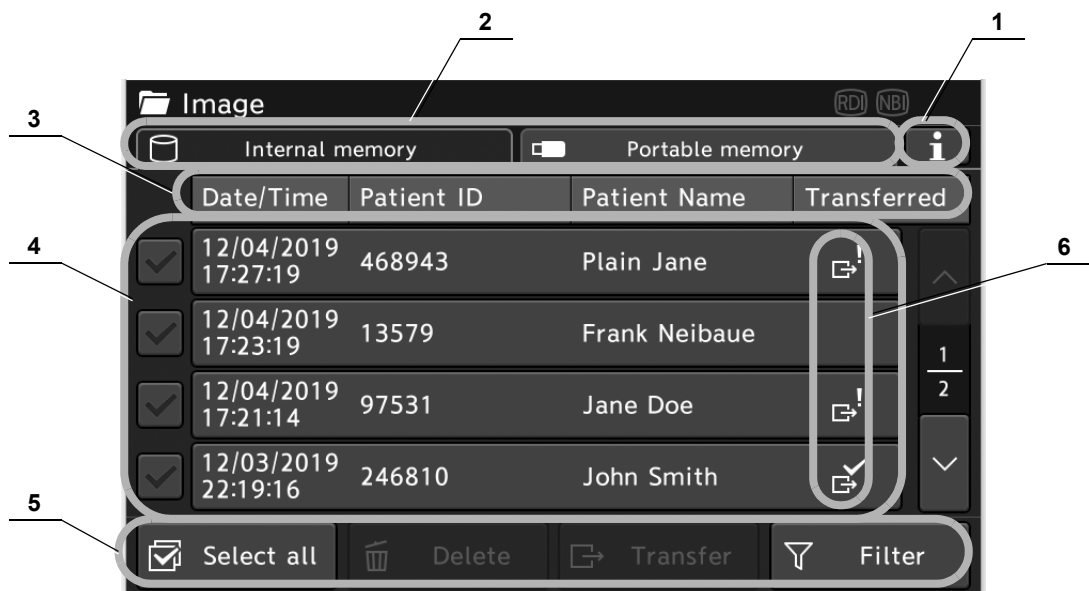 2
1
Image
RDI NBI
3
Internal memory
Portable memory
i
Date/Time
Patient ID
Patient Name
Transferred
4
12/04/2019
17:27:19
468943
Plain Jane
!
6
12/04/2019
17:23:19
13579
Frank Neibaue
1
2
12/04/2019
17:21:14
97531
Jane Doe
!
12/03/2019
22:19:16
246810
John Smith
5
Select all
Delete
Transfer
Filter